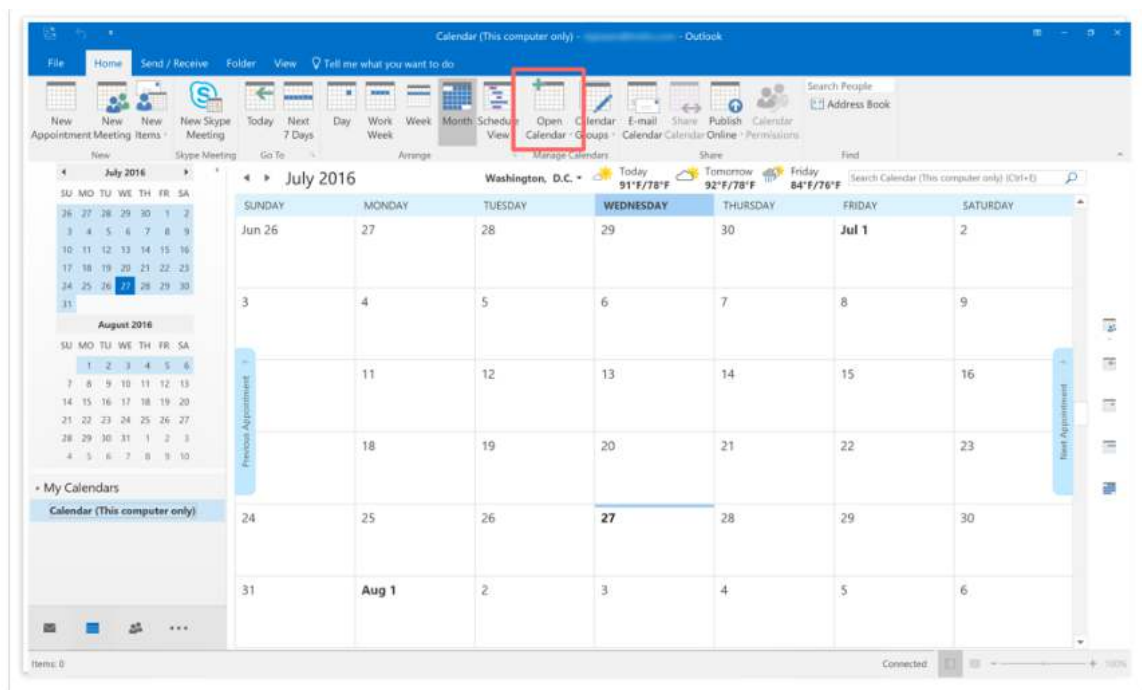 Calendar (This computer only) - - Outlook
File Home Send / Receive Folder View Tell me what you want to do
New Appointment
New Meeting
New Items
New Skype Meeting
Today
Next 7 Days
Day
Work Week
Week
Month
Schedule View
Open Calendar
Calendar Groups
E-mail Calendar
Share Calendar
Publish Online
Calendar Permissions
Search People
Address Book
New Skype Meeting Go To Arrange Manage Calendars Share Find
July 2016
SU MO TU WE TH FR SA
26 27 28 29 30 1 2
3 4 5 6 7 8 9
10 11 12 13 14 15 16
17 18 19 20 21 22 23
24 25 26 27 28 29 30
31
August 2016
SU MO TU WE TH FR SA
1 2 3 4 5 6
7 8 9 10 11 12 13
14 15 16 17 18 19 20
21 22 23 24 25 26 27
28 29 30 31 1 2 3
4 5 6 7 8 9 10
My Calendars
Calendar (This computer only)
July 2016 Washington, D.C.
Today
91°F/78°F
Tomorrow
92°F/78°F
Friday
84°F/76°F
Search Calendar (This computer only) (Ctrl+E)
SUNDAY MONDAY TUESDAY WEDNESDAY THURSDAY FRIDAY SATURDAY
Jun 26 27 28 29 30 Jul 1 2
3 4 5 6 7 8 9
11 12 13 14 15 16
18 19 20 21 22 23
24 25 26 27 28 29 30
31 Aug 1 2 3 4 5 6
Previous Appointment
Next Appointment
Items: 0 Connected 100%